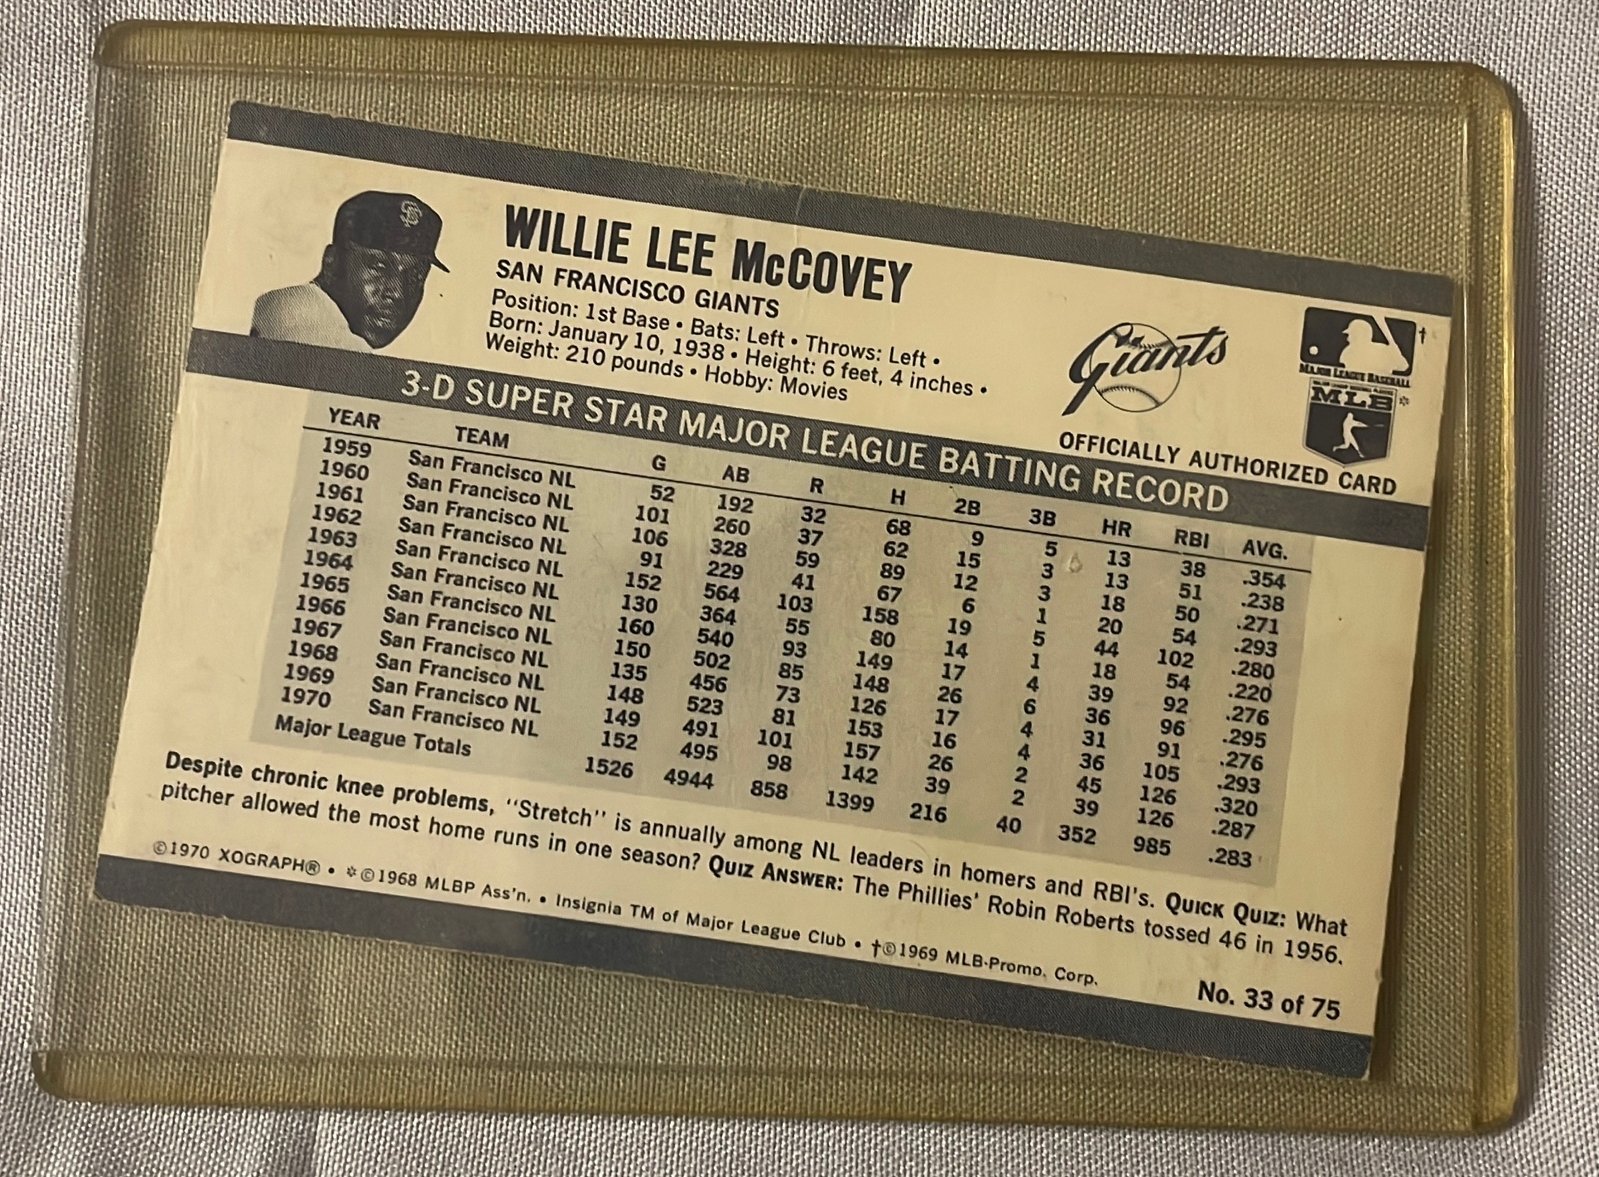 SF
WILLIE LEE McCOVEY
SAN FRANCISCO GIANTS
Position: 1st Base • Bats: Left • Throws: Left •
Born: January 10, 1938 • Height: 6 feet, 4 inches •
Weight: 210 pounds • Hobby: Movies
Giants
†
MAJOR LEAGUE BASEBALL
MLB *
OFFICIALLY AUTHORIZED CARD
3-D SUPER STAR MAJOR LEAGUE BATTING RECORD
YEAR TEAM G AB R H 2B 3B HR RBI AVG.
1959 San Francisco NL 52 192 32 68 9 5 13 38 .354
1960 San Francisco NL 101 260 37 62 15 3 13 51 .238
1961 San Francisco NL 106 328 59 89 12 3 18 50 .271
1962 San Francisco NL 91 229 41 67 6 1 20 54 .293
1963 San Francisco NL 152 564 103 158 19 5 44 102 .280
1964 San Francisco NL 130 364 55 80 14 1 18 54 .220
1965 San Francisco NL 160 540 93 149 17 4 39 92 .276
1966 San Francisco NL 150 502 85 148 26 6 36 96 .295
1967 San Francisco NL 135 456 73 126 17 4 31 91 .276
1968 San Francisco NL 148 523 81 153 16 4 36 105 .293
1969 San Francisco NL 149 491 101 157 26 2 45 126 .320
1970 San Francisco NL 152 495 98 142 39 2 39 126 .287
Major League Totals 1526 4944 858 1399 216 40 352 985 .283
Despite chronic knee problems, "Stretch" is annually among NL leaders in homers and RBI's. QUICK QUIZ: What
pitcher allowed the most home runs in one season? QUIZ ANSWER: The Phillies' Robin Roberts tossed 46 in 1956.
©1970 XOGRAPH® • *©1968 MLBP Ass'n. • Insignia TM of Major League Club • †©1969 MLB-Promo. Corp.
No. 33 of 75